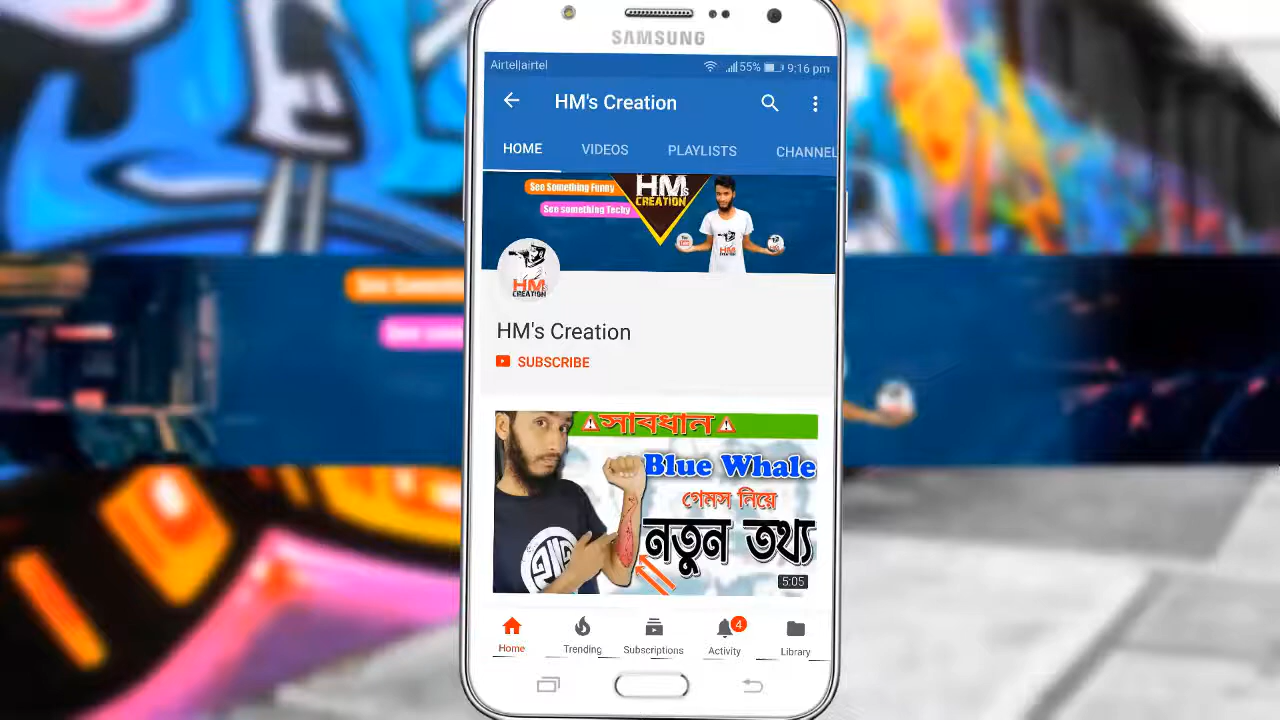 SAMSUNG
Airtel|airtel 55% 9:16 pm
HM's Creation
HOME VIDEOS PLAYLISTS CHANNEL
See Something Funny
See something Techy
HM's
CREATION
HM
CREATION
HM's
CREATION
HM's Creation
SUBSCRIBE
সাবধান
Blue Whale
গেমস নিয়ে
নতুন তথ্য
5:05
4
Home Trending Subscriptions Activity Library